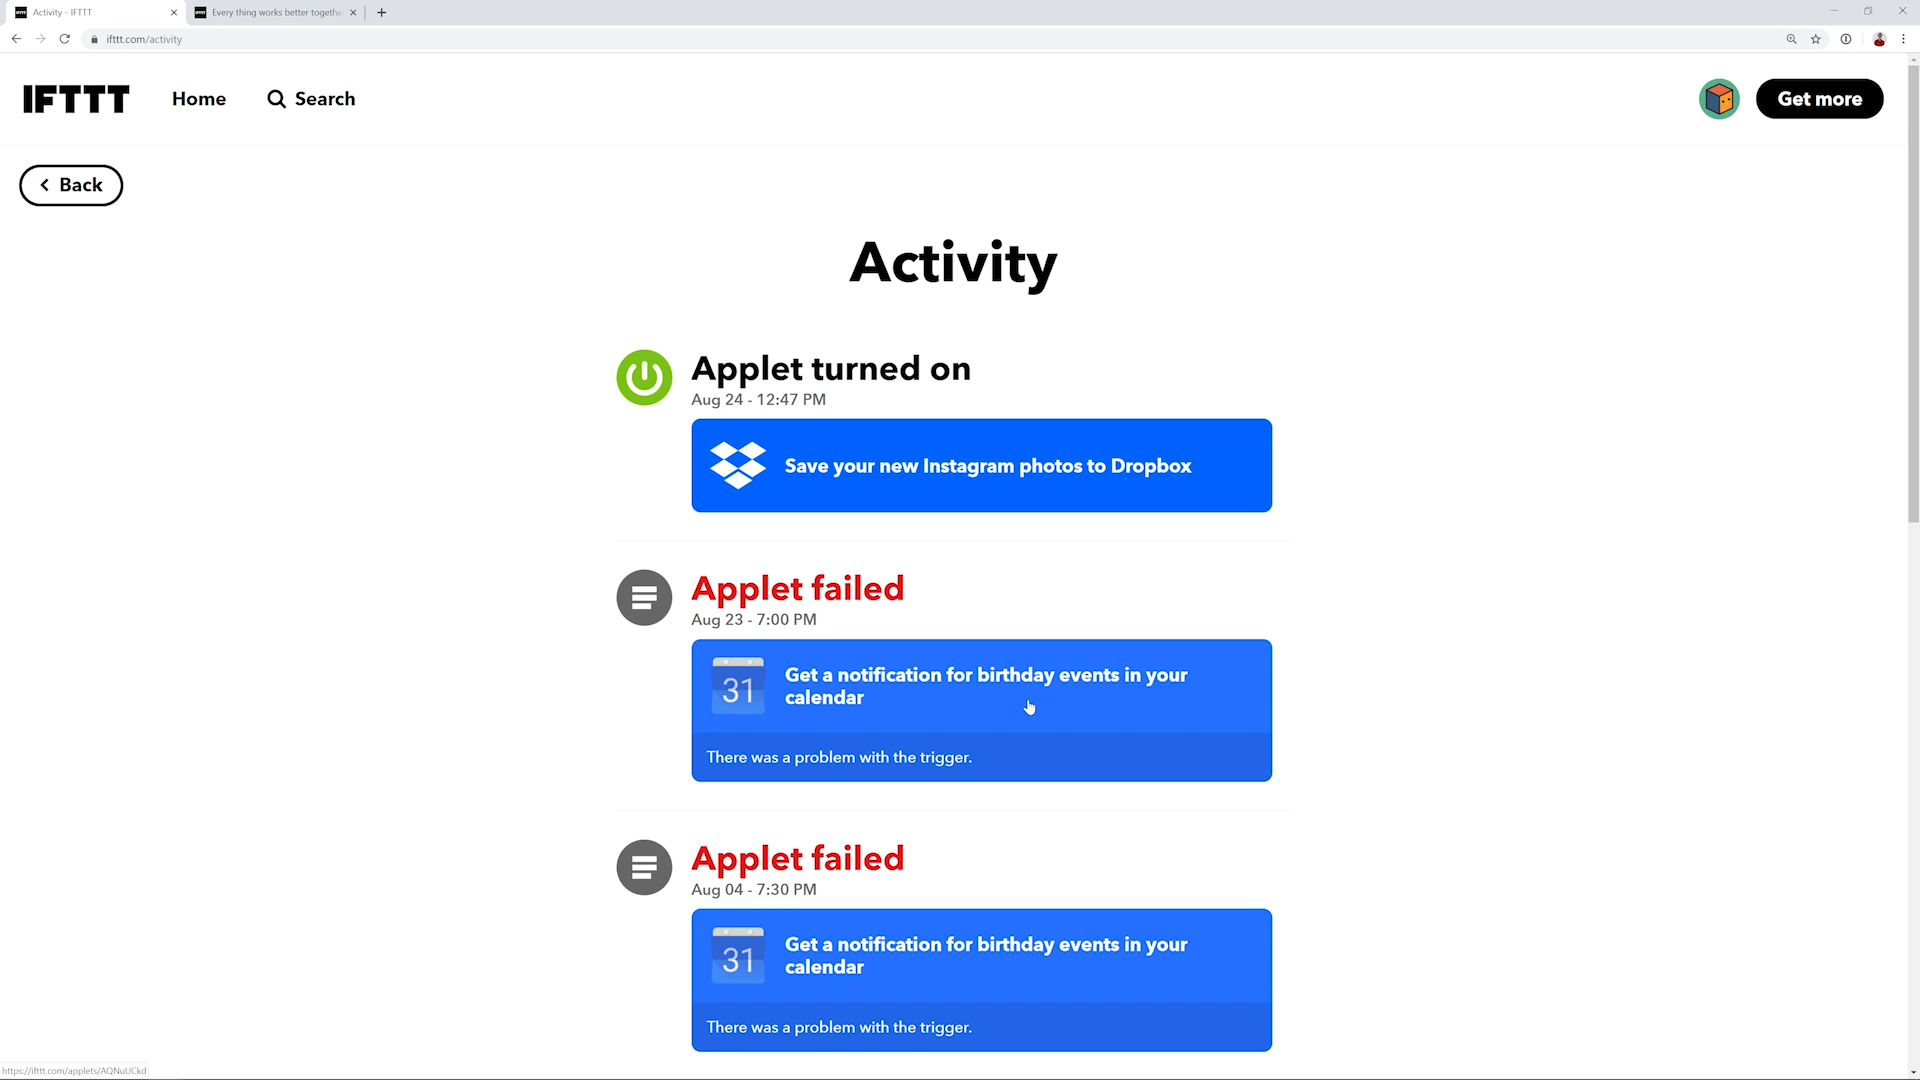 Activity - IFTTT
Every thing works better togethe
ifttt.com/activity
IFTTT
Home
Search
Get more
Back
Activity
Applet turned on
Aug 24 - 12:47 PM
Save your new Instagram photos to Dropbox
Applet failed
Aug 23 - 7:00 PM
31
Get a notification for birthday events in your
calendar
There was a problem with the trigger.
Applet failed
Aug 04 - 7:30 PM
31
Get a notification for birthday events in your
calendar
There was a problem with the trigger.
https://ifttt.com/applets/AQNuUCkd